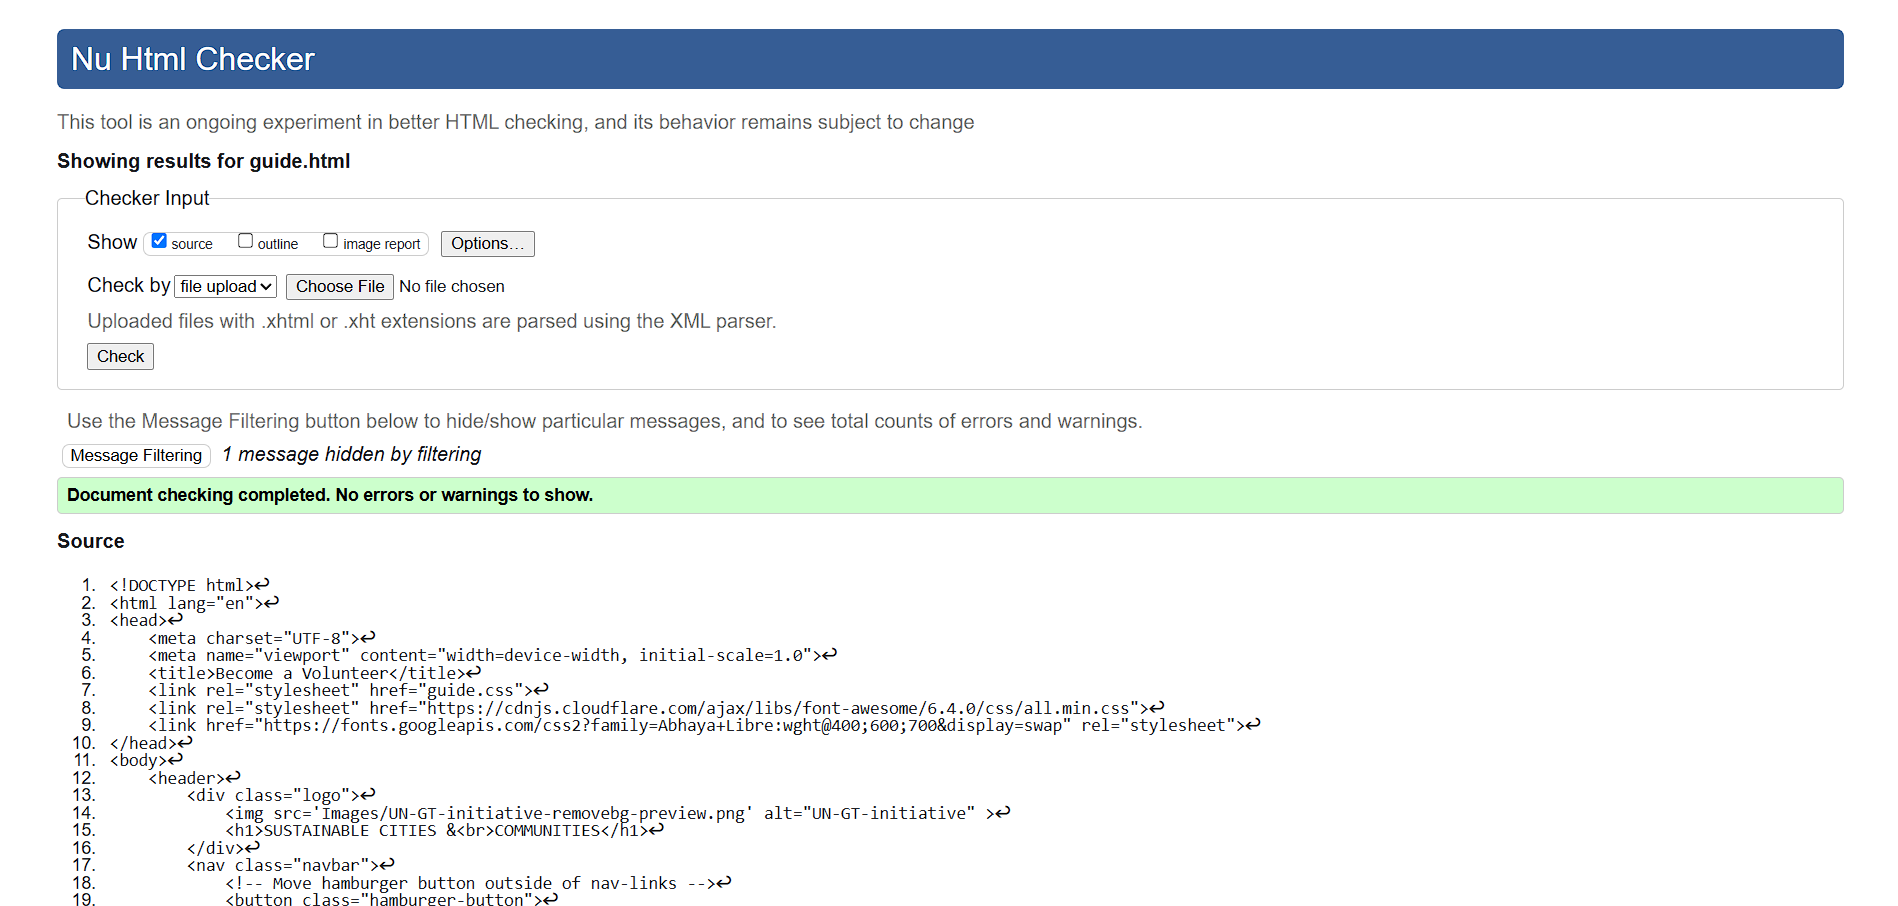 Nu Html Checker
This tool is an ongoing experiment in better HTML checking, and its behavior remains subject to change
Showing results for guide.html
Checker Input
Show source outline image report Options...
Check by file upload Choose File No file chosen
Uploaded files with .xhtml or .xht extensions are parsed using the XML parser.
Check
Use the Message Filtering button below to hide/show particular messages, and to see total counts of errors and warnings.
Message Filtering 1 message hidden by filtering
Document checking completed. No errors or warnings to show.
Source
1. <!DOCTYPE html>↩
2. <html lang="en">↩
3. <head>↩
4. <meta charset="UTF-8">↩
5. <meta name="viewport" content="width=device-width, initial-scale=1.0">↩
6. <title>Become a Volunteer</title>↩
7. <link rel="stylesheet" href="guide.css">↩
8. <link rel="stylesheet" href="https://cdnjs.cloudflare.com/ajax/libs/font-awesome/6.4.0/css/all.min.css">↩
9. <link href="https://fonts.googleapis.com/css2?family=Abhaya+Libre:wght@400;600;700&display=swap" rel="stylesheet">↩
10. </head>↩
11. <body>↩
12. <header>↩
13. <div class="logo">↩
14. <img src='Images/UN-GT-initiative-removebg-preview.png' alt="UN-GT-initiative" >↩
15. <h1>SUSTAINABLE CITIES &<br>COMMUNITIES</h1>↩
16. </div>↩
17. <nav class="navbar">↩
18. <!-- Move hamburger button outside of nav-links -->↩
19. <button class="hamburger-button">↩